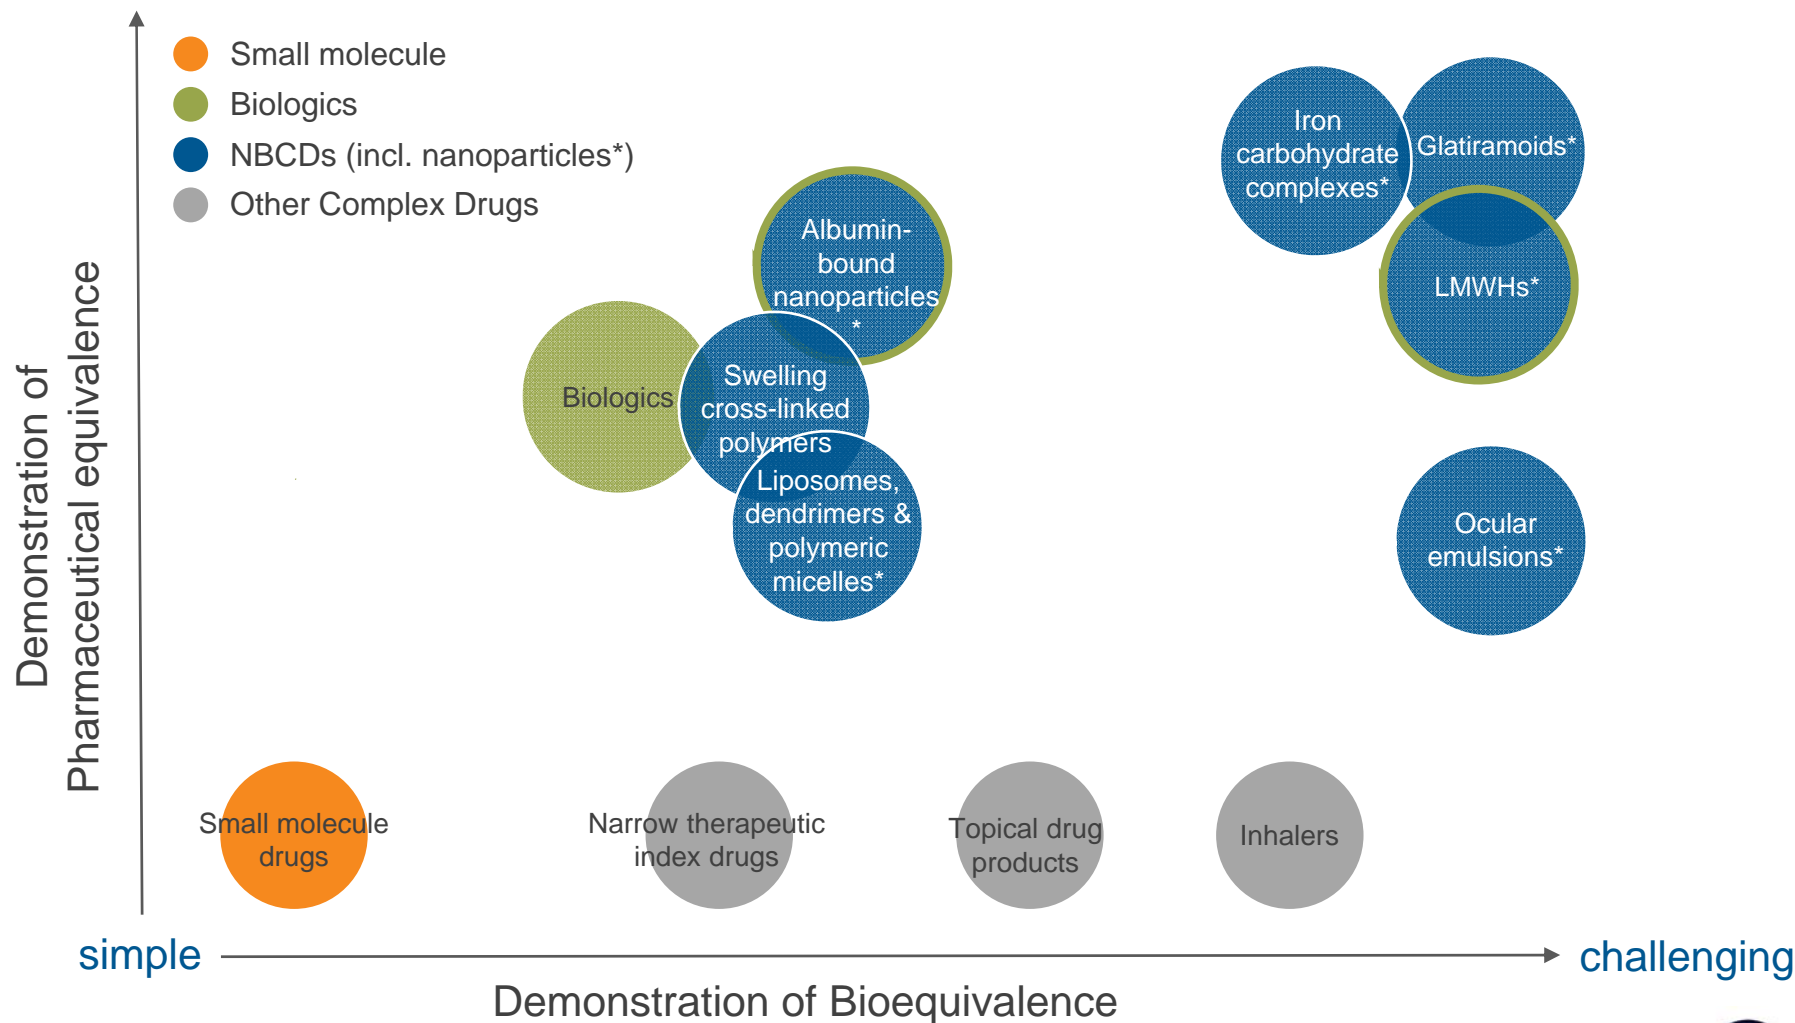 Small molecule
Biologics
NBCDs (incl. nanoparticles*)
Other Complex Drugs
Demonstration of
Pharmaceutical equivalence
Iron
carbohydrate
complexes*
Glatiramoids*
LMWHs*
Albumin-
bound
nanoparticles
*
Biologics
Swelling
cross-linked
polymers
Liposomes,
dendrimers &
polymeric
micelles*
Ocular
emulsions*
Small molecule
drugs
Narrow therapeutic
index drugs
Topical drug
products
Inhalers
simple
challenging
Demonstration of Bioequivalence